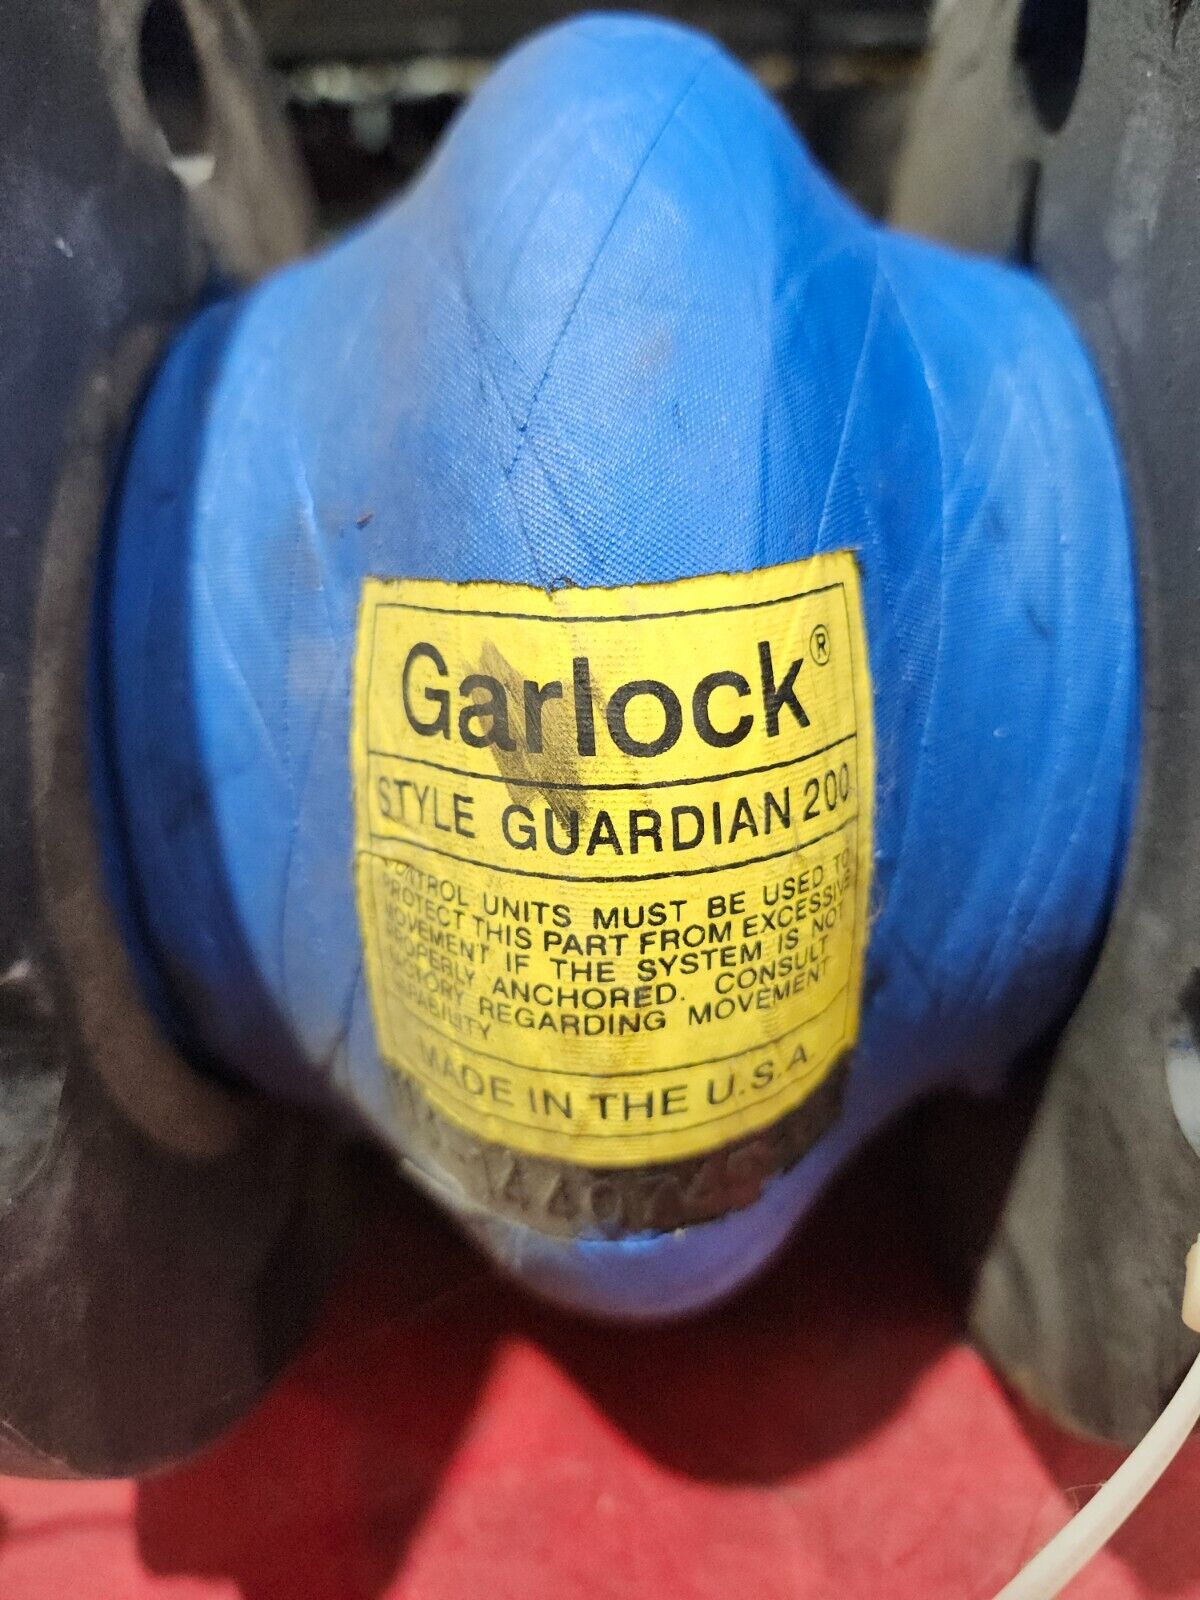 Garlock®
STYLE GUARDIAN 200
CONTROL UNITS MUST BE USED TO
PROTECT THIS PART FROM EXCESSIVE
MOVEMENT IF THE SYSTEM IS NOT
PROPERLY ANCHORED. CONSULT
FACTORY REGARDING MOVEMENT
CAPABILITY
MADE IN THE U.S.A.